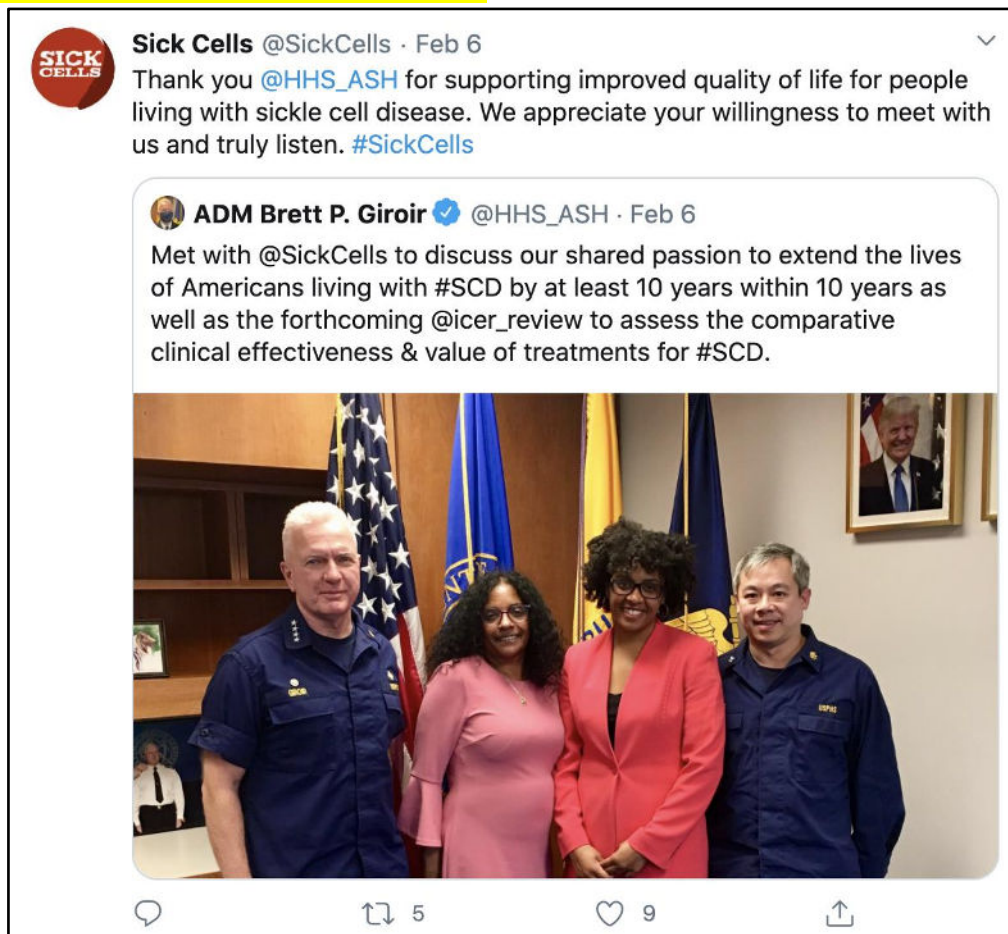 SICK
CELLS
Sick Cells @SickCells · Feb 6
Thank you @HHS_ASH for supporting improved quality of life for people
living with sickle cell disease. We appreciate your willingness to meet with
us and truly listen. #SickCells
ADM Brett P. Giroir @HHS_ASH · Feb 6
Met with @SickCells to discuss our shared passion to extend the lives
of Americans living with #SCD by at least 10 years within 10 years as
well as the forthcoming @icer_review to assess the comparative
clinical effectiveness & value of treatments for #SCD.
GIROIR
USPHS
5
9